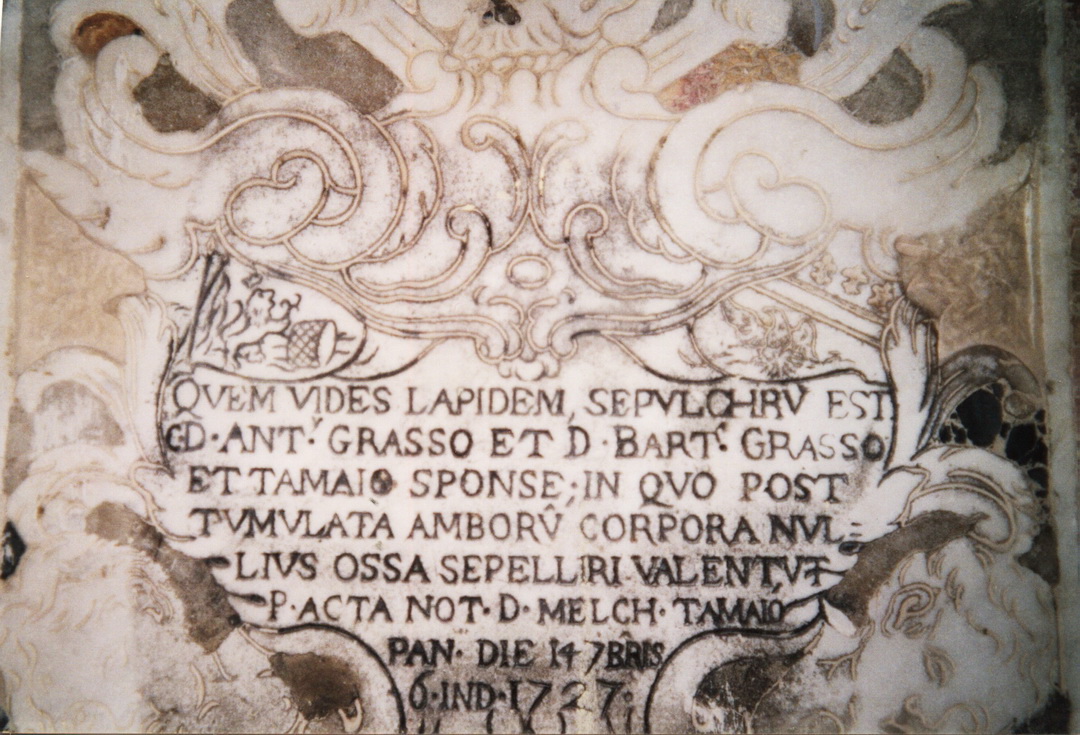 QVEM VIDES LAPIDEM, SEPVLCHRV̂ EST
CD·ANT·ʳ GRASSO ET D·BART·ᶜ GRASSO
ET TAMAIO SPONSE; IN QVO POST
TVMVLATA AMBORV̂ CORPORA NVL=
LIVS OSSA SEPELLIRI VALENT, VT
P·ACTA NOT·D·MELCH·TAMAIO
PAN· DIE 14 7BRIS
6·IND·1727·